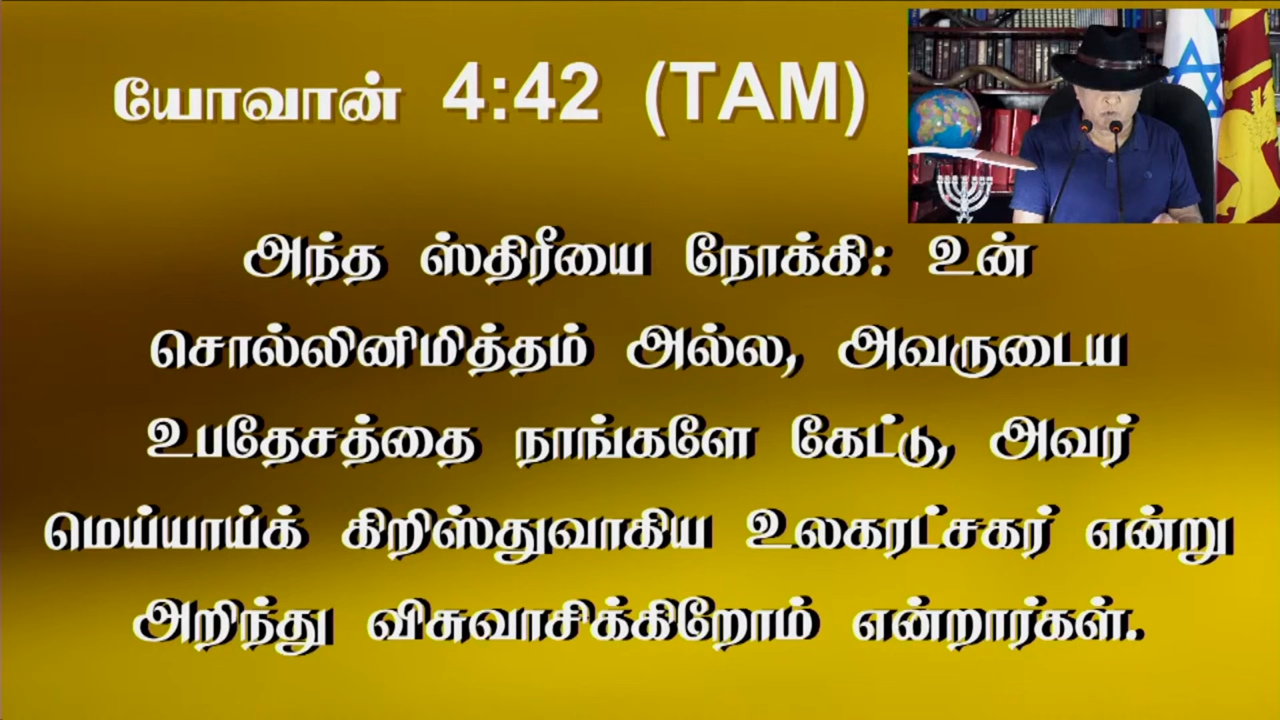 யோவான் 4:42 (TAM)
அந்த ஸ்திரீயை நோக்கி: உன்
சொல்லினிமித்தம் அல்ல, அவருடைய
உபதேசத்தை நாங்களே கேட்டு, அவர்
மெய்யாய்க் கிறிஸ்துவாகிய உலகரட்சகர் என்று
அறிந்து விசுவாசிக்கிறோம் என்றார்கள்.